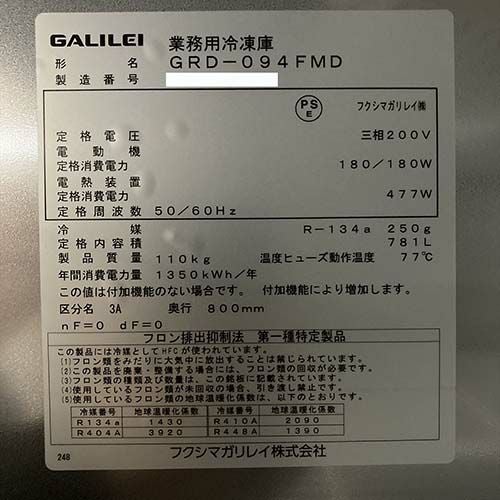 GALILEI 業務用冷凍庫
形名 GRD-094FMD
製造番号
PS E フクシマガリレイ㈱
定格電圧 三相200V
電動機
定格消費電力 180/180W
電熱装置
定格消費電力 477W
定格周波数 50/60Hz
冷媒 R-134a 250g
定格内容積 781L
製品質量 110kg 温度ヒューズ動作温度 77℃
年間消費電力量 1350kWh/年
この値は付加機能のない場合です。 付加機能により増加します。
区分名 3A 奥行 800mm
nF=0 dF=0
フロン排出抑制法 第一種特定製品
この製品には冷媒としてHFCが使われています。
(1)フロン類をみだりに大気中に放出することは禁じられています。
(2)この製品を廃棄・整備する場合には、フロン類の回収が必要です。
(3)フロン類の種類及び数量は、この銘板に記載されています。
(4)使用しているフロン類が未回収の場合、引き渡し禁止です。
(5)使用しているフロン類の地球温暖化係数は、以下のとおりです。
冷媒番号 地球温暖化係数 冷媒番号 地球温暖化係数
R134a 1430 R410A 2090
R404A 3920 R448A 1390
24B フクシマガリレイ株式会社